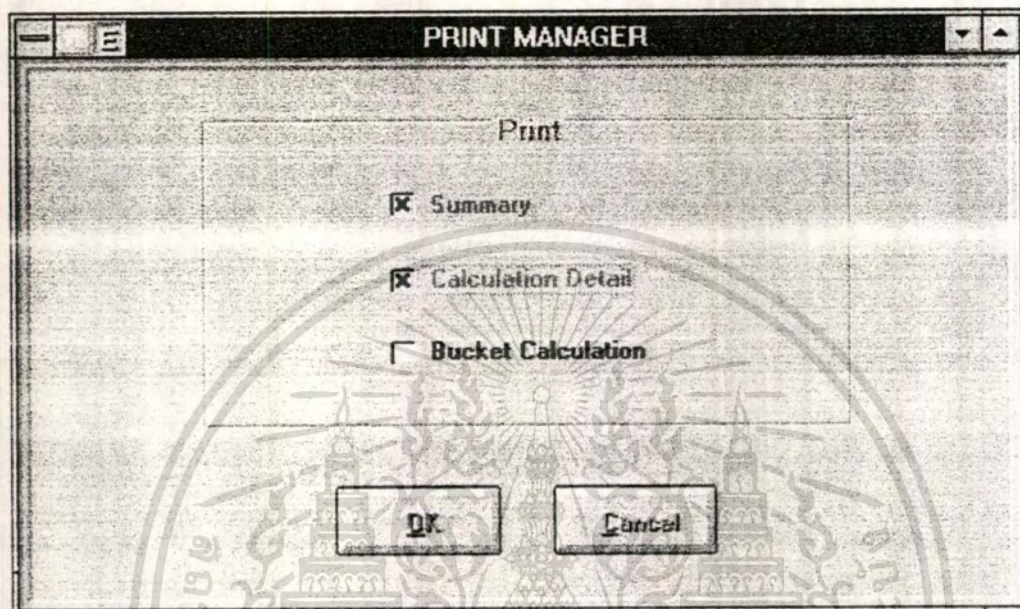 PRINT MANAGER
Print
Summary
Calculation Detail
Bucket Calculation
OK
Cancel